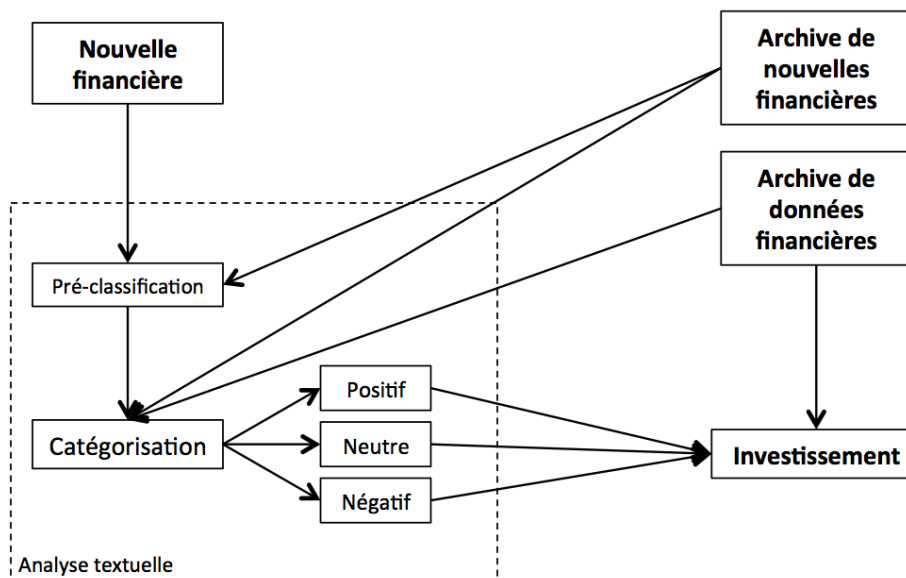 Nouvelle
financière
Archive de
nouvelles
financières
Archive de
données
financières
Pré-classification
Positif
Catégorisation
Neutre
Investissement
Négatif
Analyse textuelle